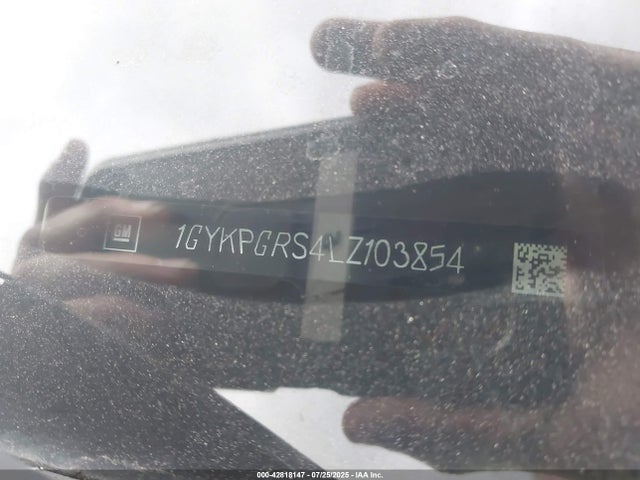 GM
1GYKPGRS4LZ103854
000-42818147 - 07/25/2025 - IAA Inc.